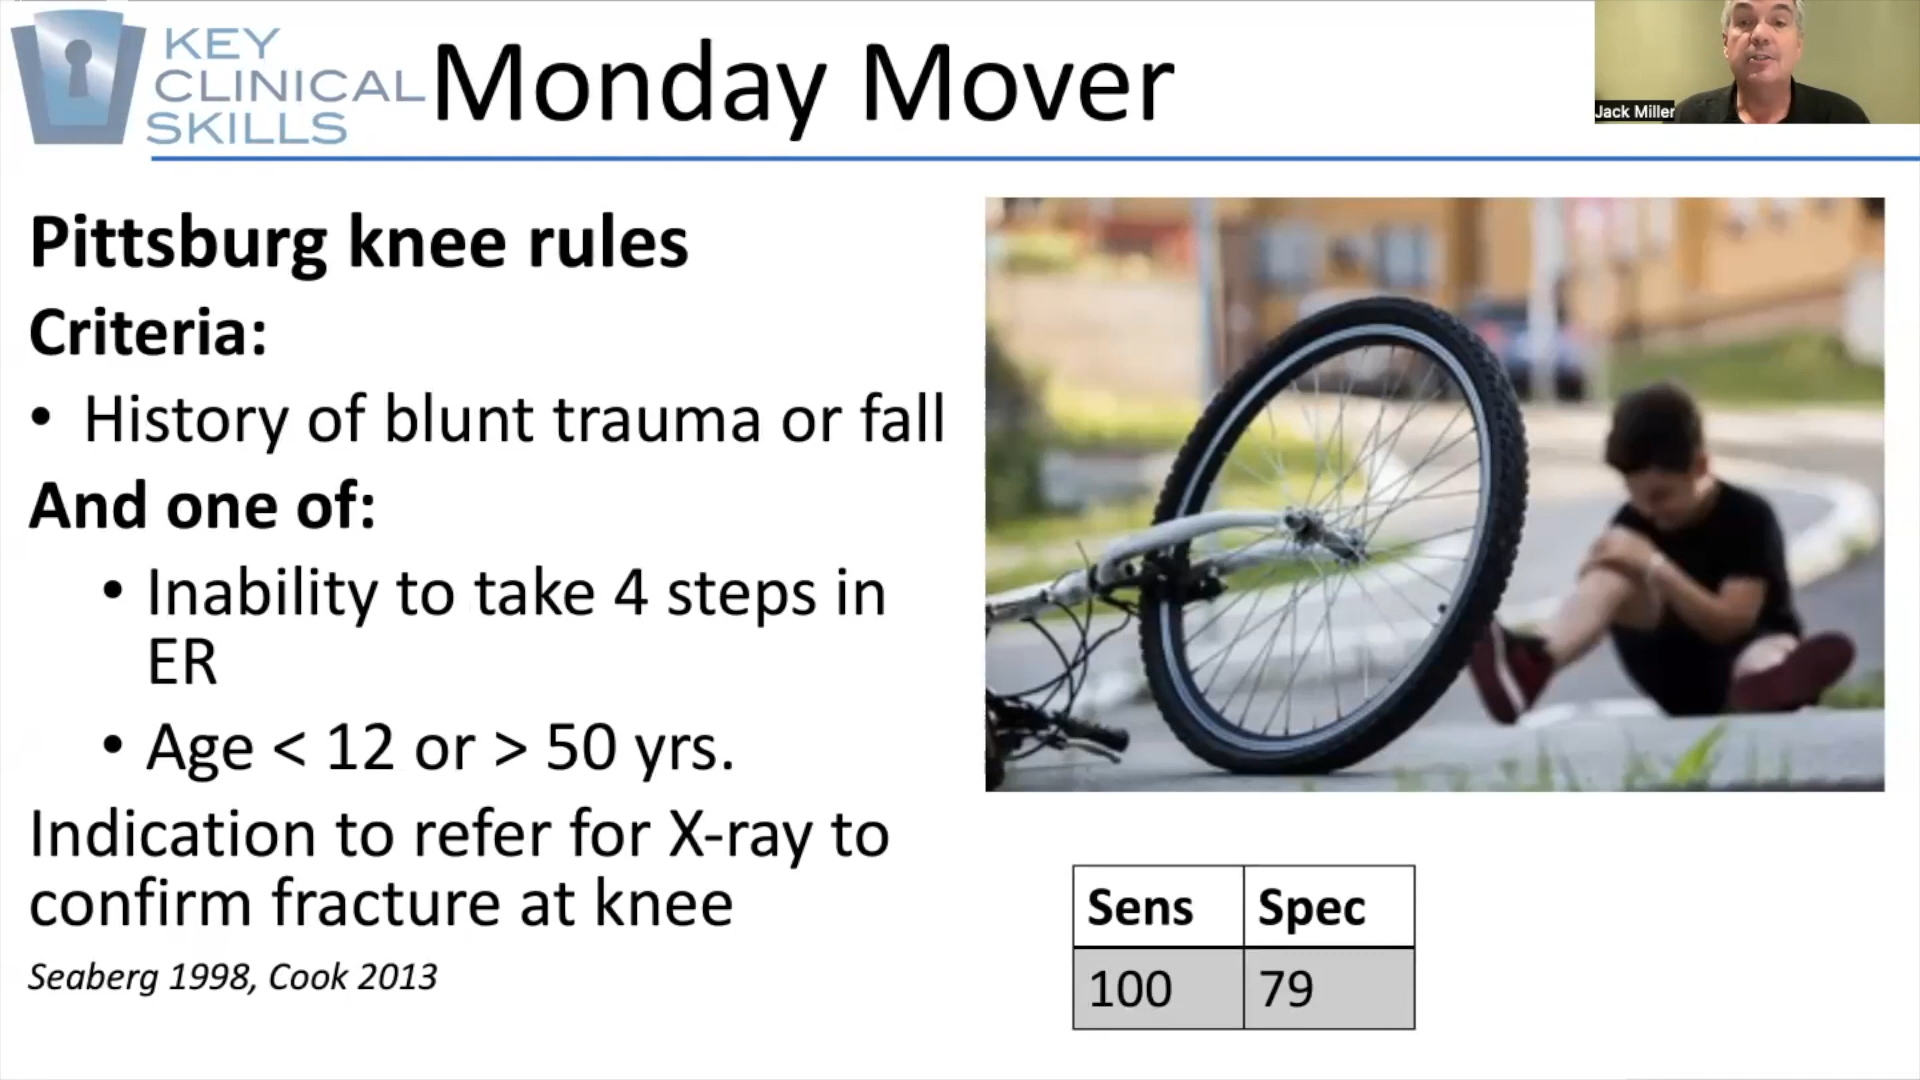 KEY
CLINICAL
SKILLS
Monday Mover
Jack Miller
Pittsburg knee rules
Criteria:
• History of blunt trauma or fall
And one of:
• Inability to take 4 steps in
ER
• Age < 12 or > 50 yrs.
Indication to refer for X-ray to
confirm fracture at knee
Seaberg 1998, Cook 2013
Sens Spec
100 79